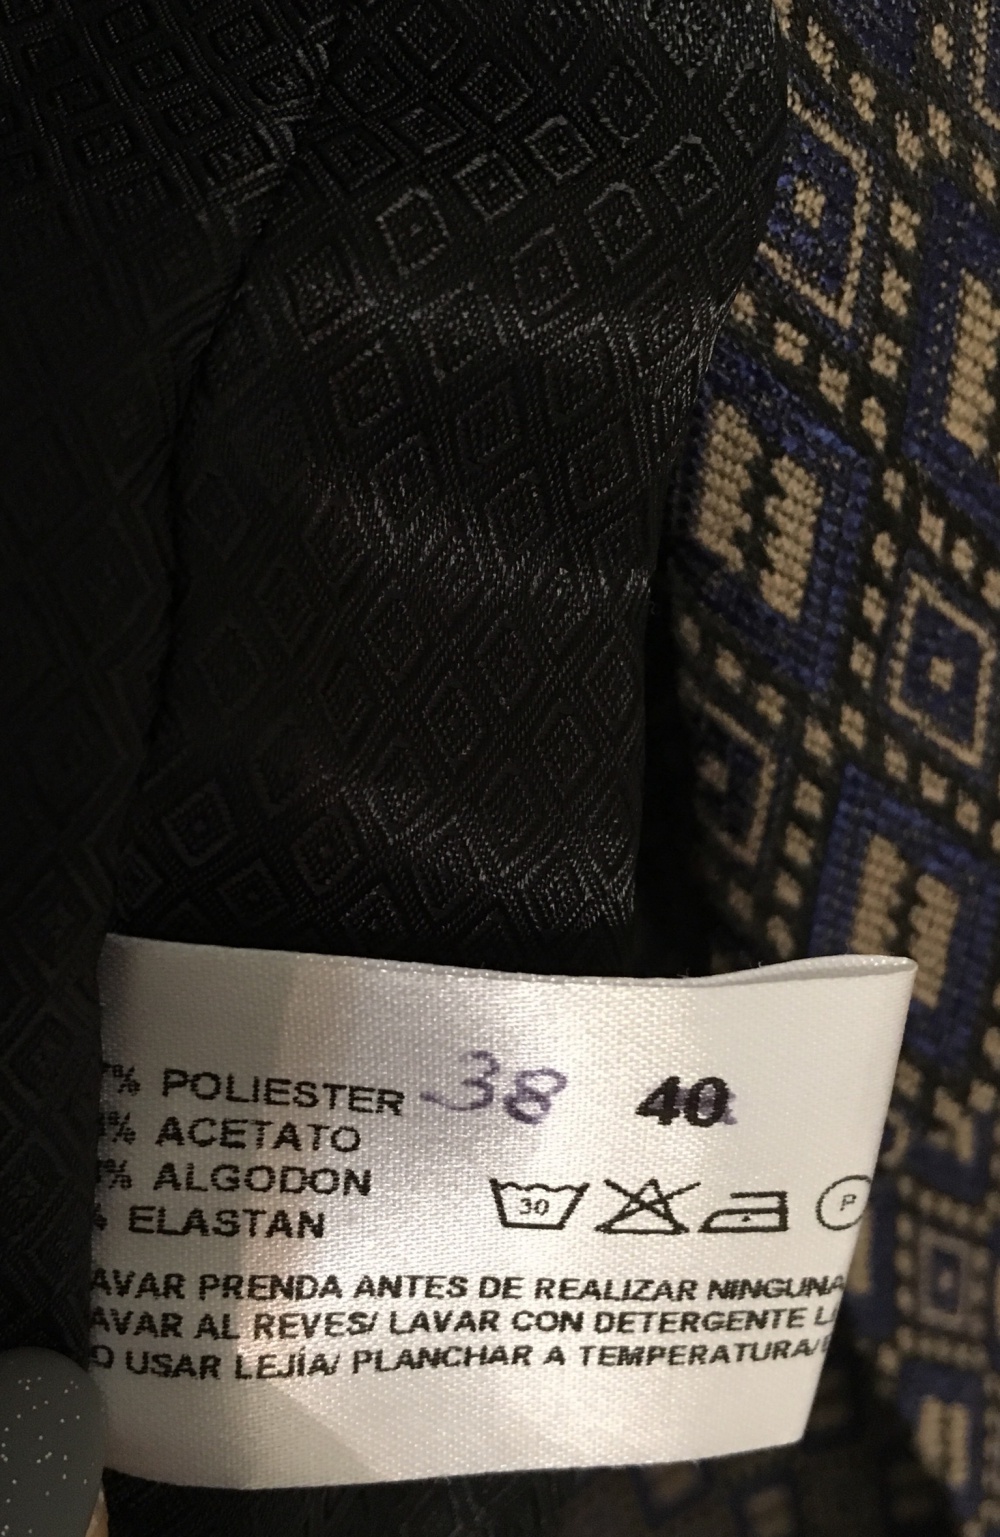 % POLIESTER 38 40
% ACETATO
% ALGODON
% ELASTAN
30 P
AVAR PRENDA ANTES DE REALIZAR NINGUNA
AVAR AL REVES/ LAVAR CON DETERGENTE
O USAR LEJÍA/ PLANCHAR A TEMPERATURA/